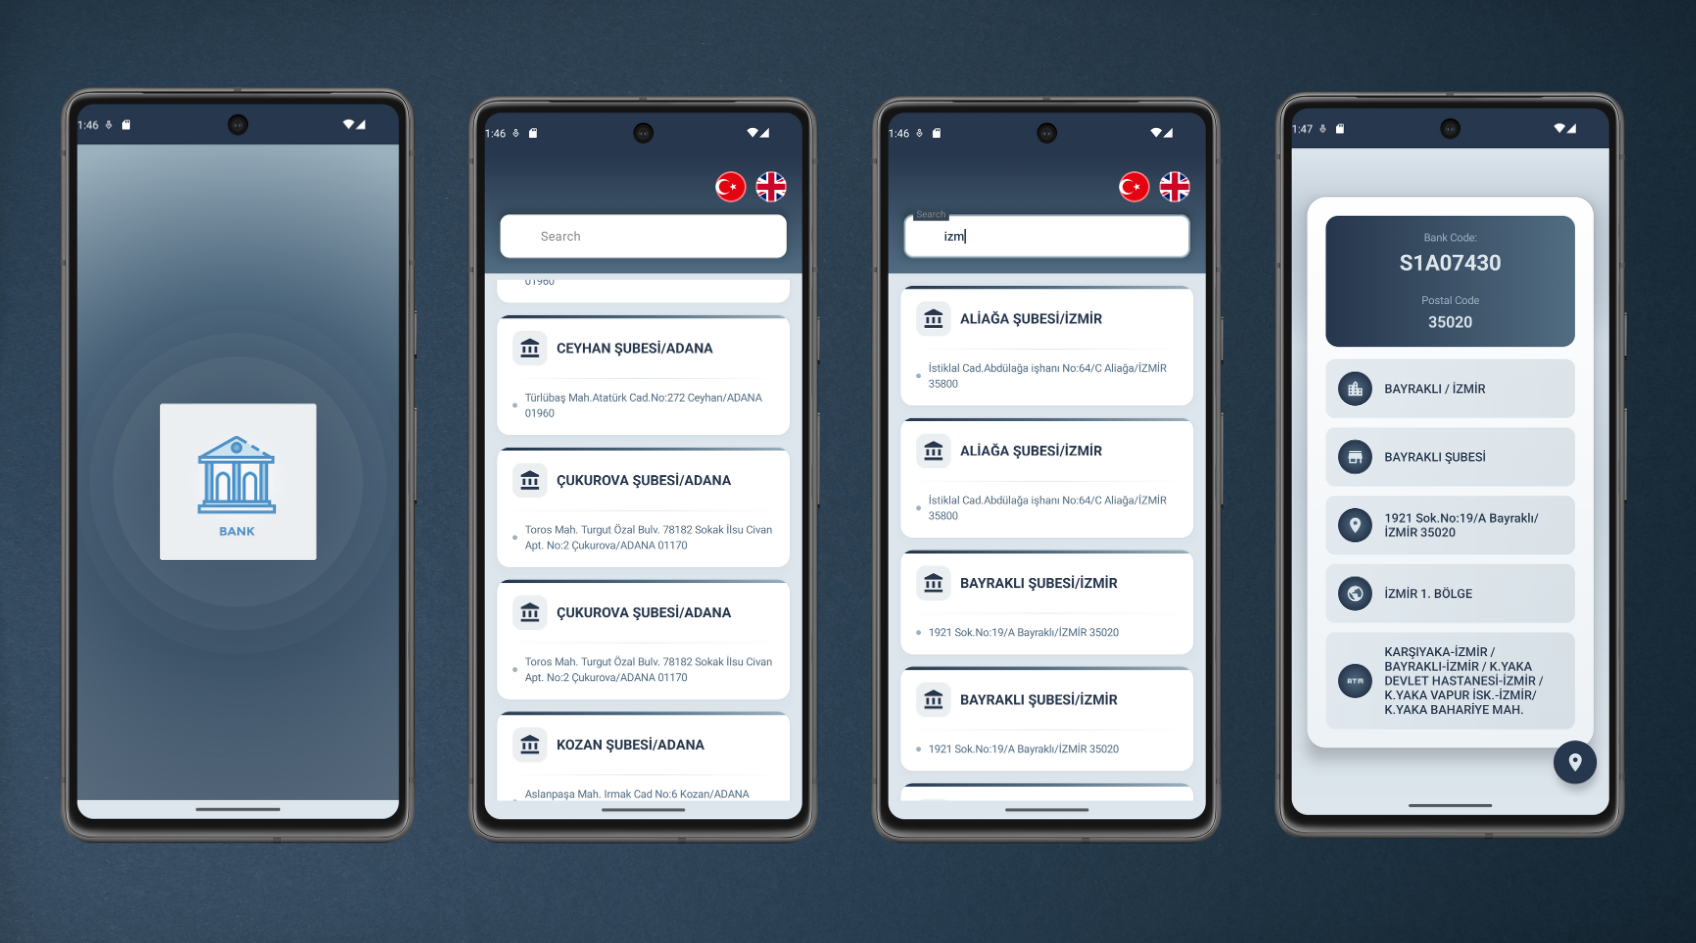 1:46
BANK
1:46
Search
01960
CEYHAN ŞUBESİ/ADANA
Türlübaş Mah.Atatürk Cad.No:272 Ceyhan/ADANA
01960
ÇUKUROVA ŞUBESİ/ADANA
Toros Mah. Turgut Özal Bulv. 78182 Sokak İlsu Civan
Apt. No:2 Çukurova/ADANA 01170
ÇUKUROVA ŞUBESİ/ADANA
Toros Mah. Turgut Özal Bulv. 78182 Sokak İlsu Civan
Apt. No:2 Çukurova/ADANA 01170
KOZAN ŞUBESİ/ADANA
Aslanpaşa Mah. Irmak Cad No:6 Kozan/ADANA
1:46
Search
izm
ALİAĞA ŞUBESİ/İZMİR
İstiklal Cad.Abdülağa işhanı No:64/C Aliağa/İZMİR
35800
ALİAĞA ŞUBESİ/İZMİR
İstiklal Cad.Abdülağa işhanı No:64/C Aliağa/İZMİR
35800
BAYRAKLI ŞUBESİ/İZMİR
1921 Sok.No:19/A Bayraklı/İZMİR 35020
BAYRAKLI ŞUBESİ/İZMİR
1921 Sok.No:19/A Bayraklı/İZMİR 35020
1:47
Bank Code:
S1A07430
Postal Code
35020
BAYRAKLI / İZMİR
BAYRAKLI ŞUBESİ
1921 Sok.No:19/A Bayraklı/
İZMİR 35020
İZMİR 1. BÖLGE
ATM
KARŞIYAKA-İZMİR /
BAYRAKLI-İZMİR / K.YAKA
DEVLET HASTANESİ-İZMİR /
K.YAKA VAPUR İSK.-İZMİR/
K.YAKA BAHARİYE MAH.